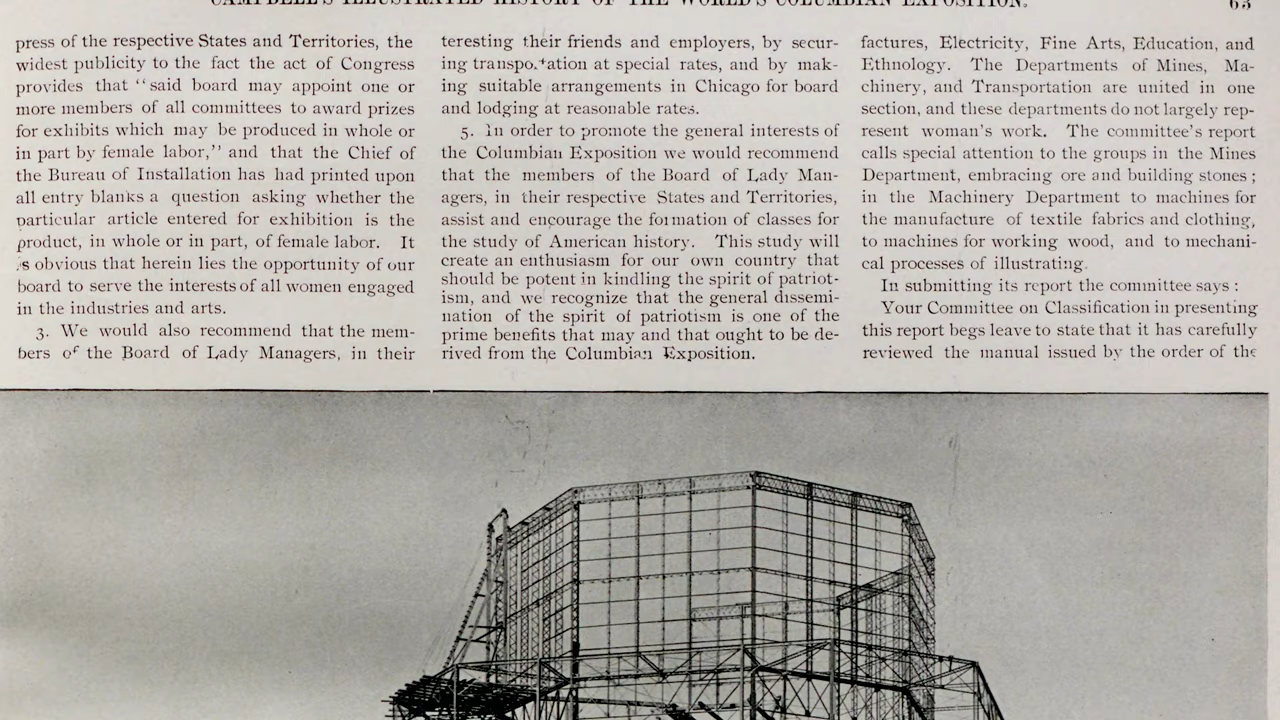 CAMPBELL'S ILLUSTRATED HISTORY OF THE WORLD'S COLUMBIAN EXPOSITION. 63
press of the respective States and Territories, the
widest publicity to the fact the act of Congress
provides that "said board may appoint one or
more members of all committees to award prizes
for exhibits which may be produced in whole or
in part by female labor," and that the Chief of
the Bureau of Installation has had printed upon
all entry blanks a question asking whether the
particular article entered for exhibition is the
product, in whole or in part, of female labor. It
is obvious that herein lies the opportunity of our
board to serve the interests of all women engaged
in the industries and arts.
3. We would also recommend that the mem-
bers of the Board of Lady Managers, in their
teresting their friends and employers, by secur-
ing transportation at special rates, and by mak-
ing suitable arrangements in Chicago for board
and lodging at reasonable rates.
5. In order to promote the general interests of
the Columbian Exposition we would recommend
that the members of the Board of Lady Man-
agers, in their respective States and Territories,
assist and encourage the formation of classes for
the study of American history. This study will
create an enthusiasm for our own country that
should be potent in kindling the spirit of patriot-
ism, and we recognize that the general dissemi-
nation of the spirit of patriotism is one of the
prime benefits that may and that ought to be de-
rived from the Columbian Exposition.
factures, Electricity, Fine Arts, Education, and
Ethnology. The Departments of Mines, Ma-
chinery, and Transportation are united in one
section, and these departments do not largely rep-
resent woman's work. The committee's report
calls special attention to the groups in the Mines
Department, embracing ore and building stones;
in the Machinery Department to machines for
the manufacture of textile fabrics and clothing,
to machines for working wood, and to mechani-
cal processes of illustrating.
In submitting its report the committee says:
Your Committee on Classification in presenting
this report begs leave to state that it has carefully
reviewed the manual issued by the order of the